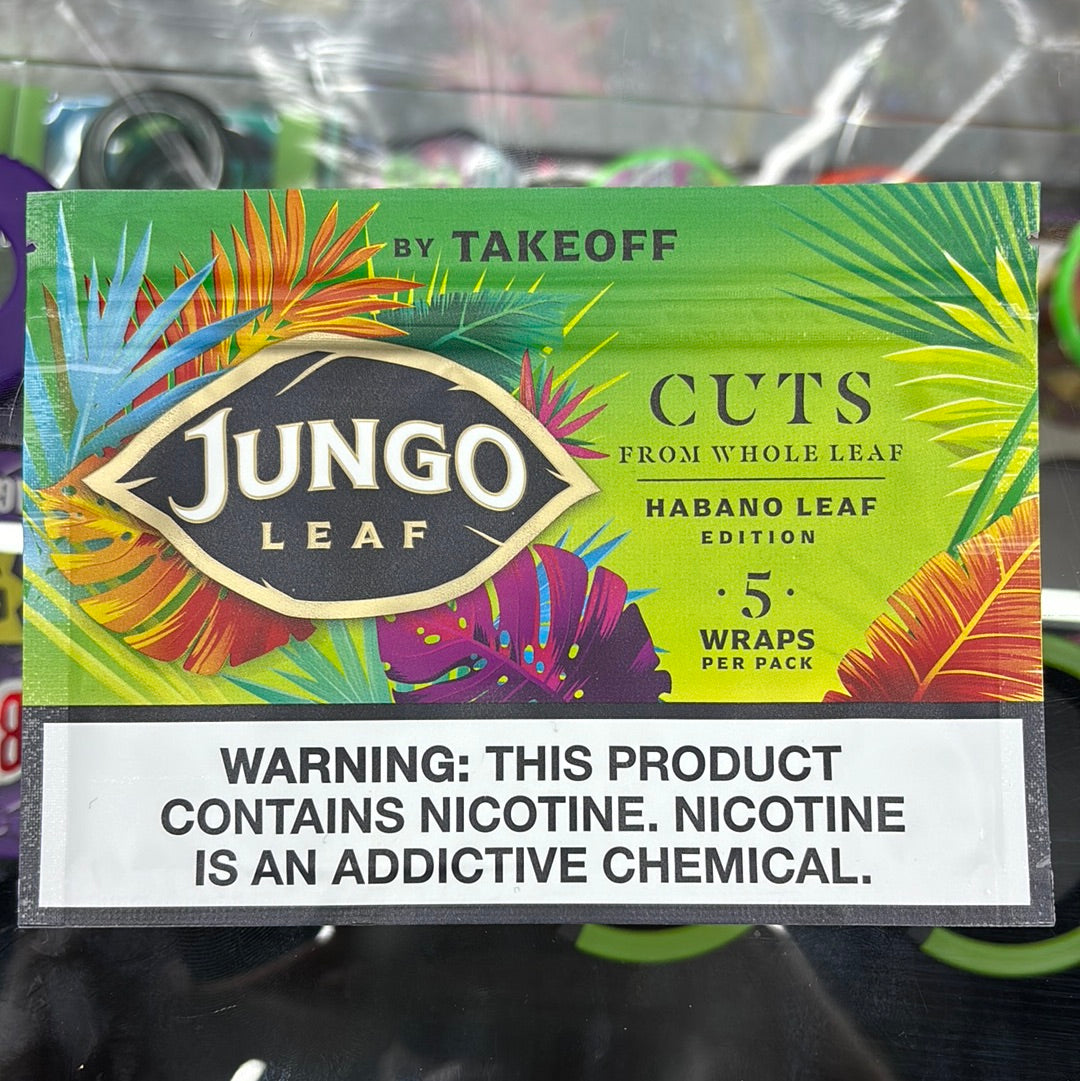 BY TAKEOFF
JUNGO
LEAF
CUTS
FROM WHOLE LEAF
HABANO LEAF
EDITION
· 5 ·
WRAPS
PER PACK
WARNING: THIS PRODUCT
CONTAINS NICOTINE. NICOTINE
IS AN ADDICTIVE CHEMICAL.
8